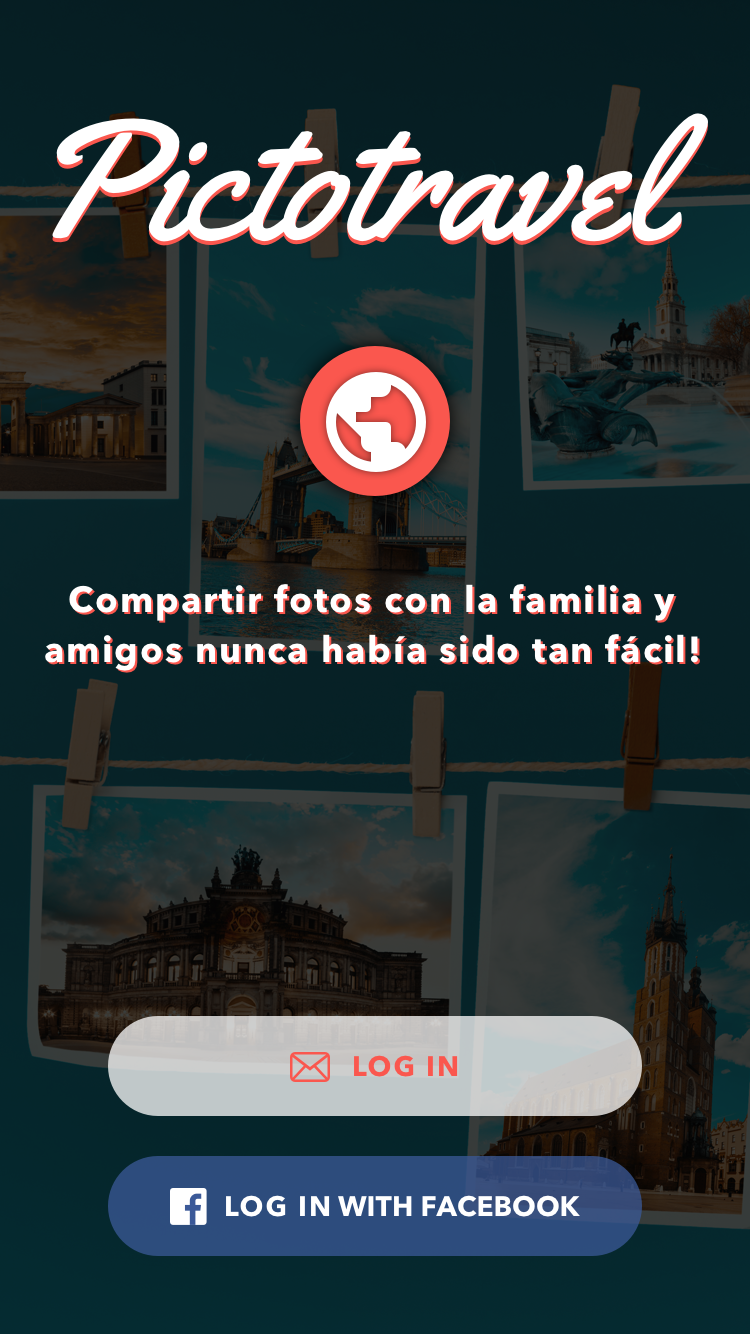 Pictotravel
Compartir fotos con la familia y
amigos nunca había sido tan fácil!
LOG IN
LOG IN WITH FACEBOOK